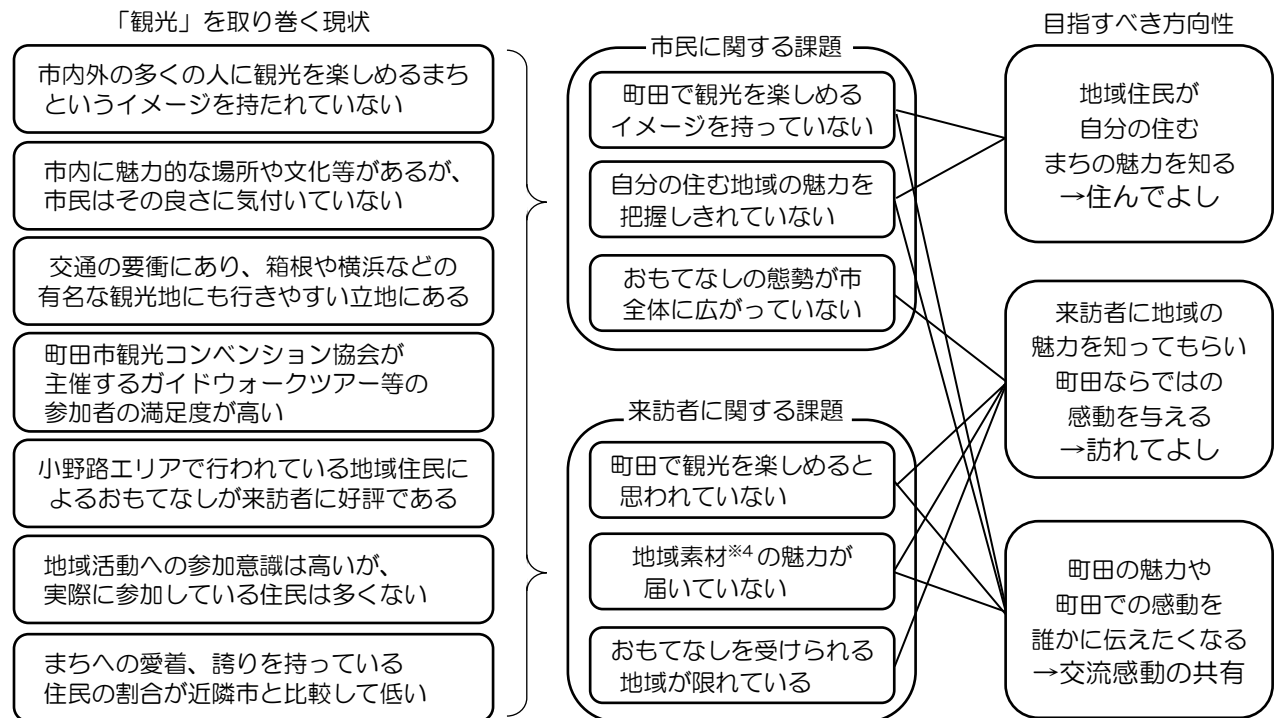 「観光」を取り巻く現状
市内外の多くの人に観光を楽しめるまち
というイメージを持たれていない
市内に魅力的な場所や文化等があるが、
市民はその良さに気付いていない
交通の要衝にあり、箱根や横浜などの
有名な観光地にも行きやすい立地にある
町田市観光コンベンション協会が
主催するガイドウォークツアー等の
参加者の満足度が高い
小野路エリアで行われている地域住民に
よるおもてなしが来訪者に好評である
地域活動への参加意識は高いが、
実際に参加している住民は多くない
まちへの愛着、誇りを持っている
住民の割合が近隣市と比較して低い
市民に関する課題
町田で観光を楽しめる
イメージを持っていない
自分の住む地域の魅力を
把握しきれていない
おもてなしの態勢が市
全体に広がっていない
来訪者に関する課題
町田で観光を楽しめると
思われていない
地域素材※4の魅力が
届いていない
おもてなしを受けられる
地域が限れている
目指すべき方向性
地域住民が
自分の住む
まちの魅力を知る
→住んでよし
来訪者に地域の
魅力を知ってもらい
町田ならではの
感動を与える
→訪れてよし
町田の魅力や
町田での感動を
誰かに伝えたくなる
→交流感動の共有